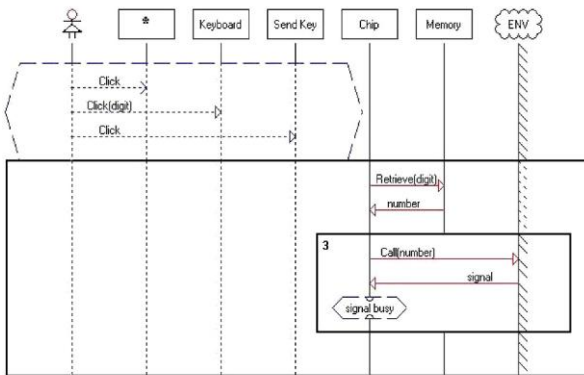 * Keyboard Send Key Chip Memory ENV
Click
Click(digit)
Click
Retrieve(digit)
number
3
Call(number)
signal
signal busy